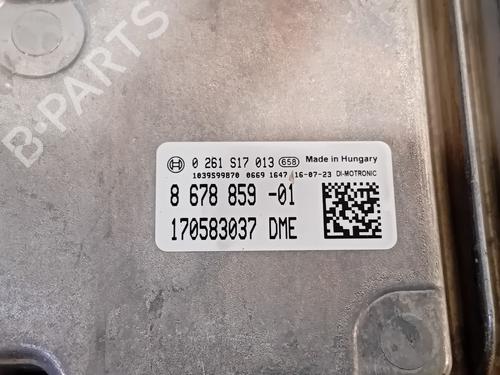 B-PARTS
0 261 S17 013 658 Made in Hungary
1039S99870 0669 1647 16-07-23 DI-MOTRONIC
8 678 859 -01
170583037 DME